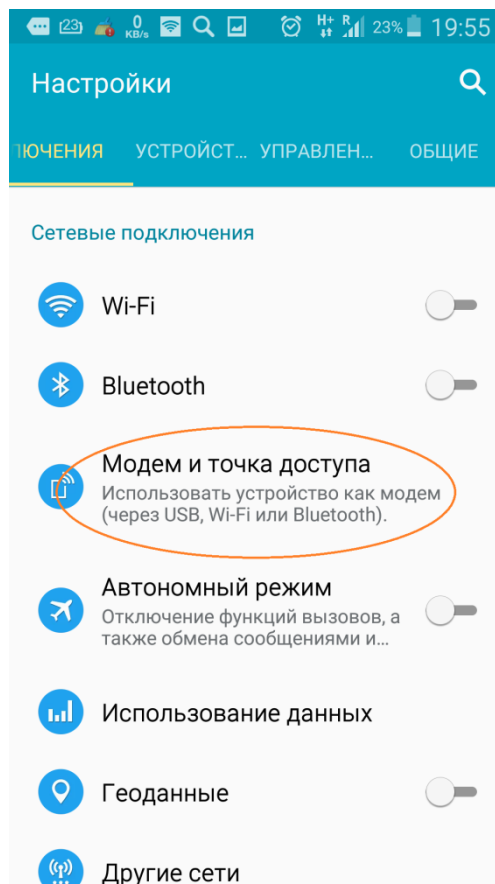 23 0 KB/s H+ R 23% 19:55
Настройки
ЛЮЧЕНИЯ УСТРОЙСТ... УПРАВЛЕН... ОБЩИЕ
Сетевые подключения
Wi-Fi
Bluetooth
Модем и точка доступа
Использовать устройство как модем
(через USB, Wi-Fi или Bluetooth).
Автономный режим
Отключение функций вызовов, а
также обмена сообщениями и...
Использование данных
Геоданные
Другие сети